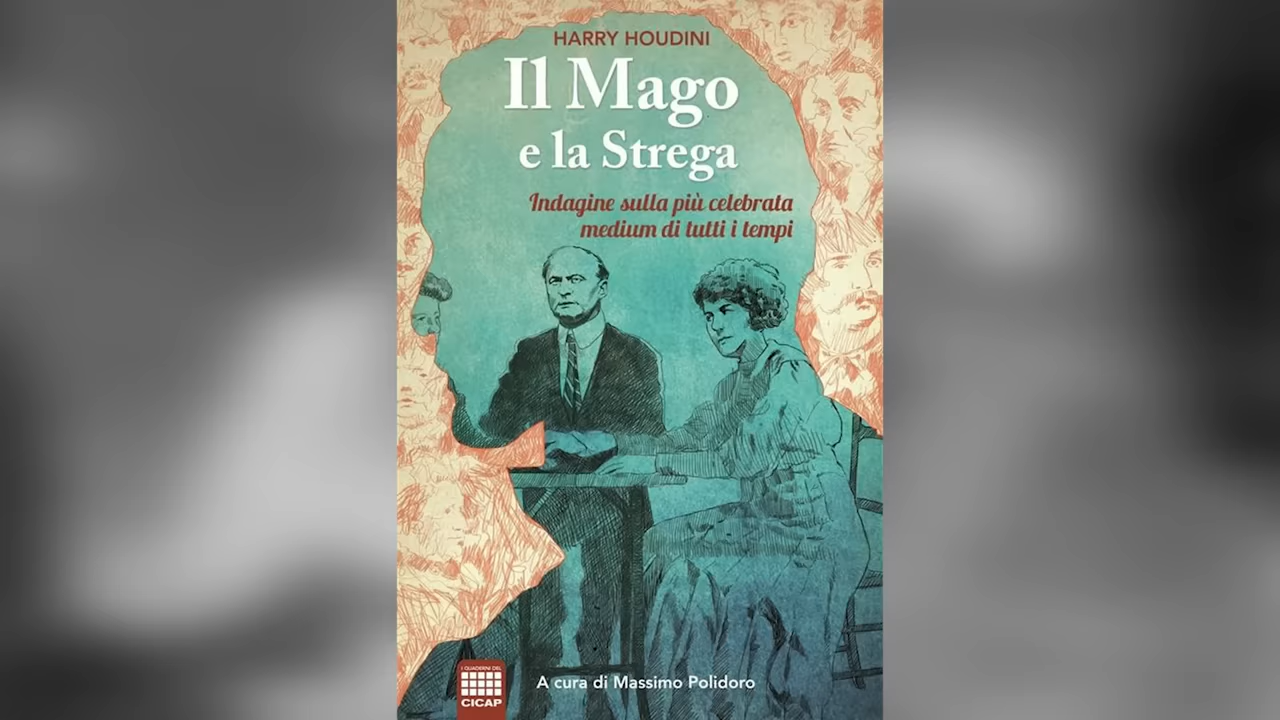 HARRY HOUDINI
Il Mago
e la Strega
Indagine sulla più celebrata
medium di tutti i tempi
I QUADERNI DEL
CICAP
A cura di Massimo Polidoro